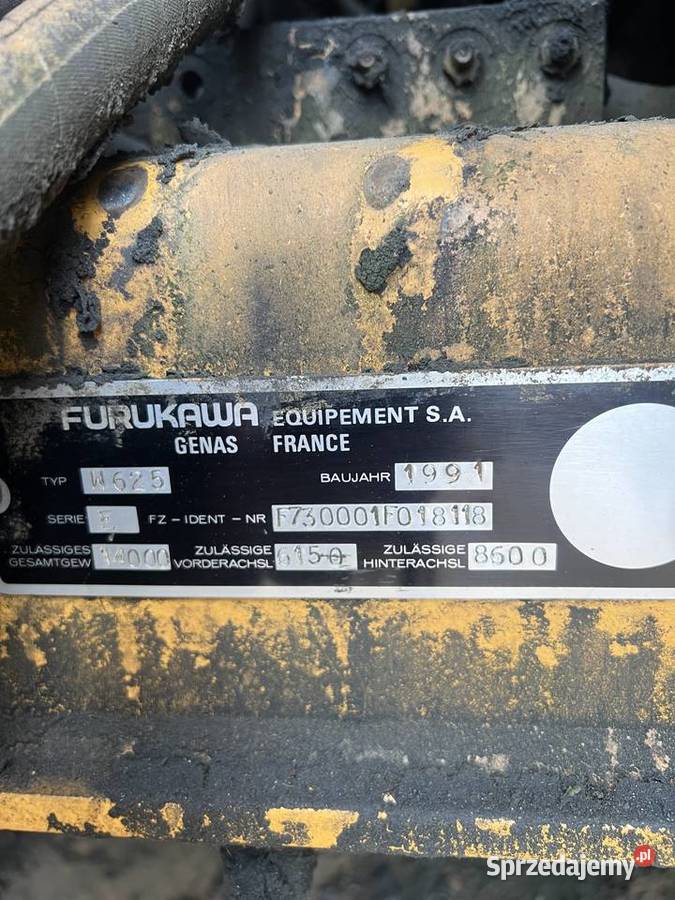 FURUKAWA EQUIPEMENT S.A.
GENAS FRANCE
TYP W625 BAUJAHR 1991
SERIE E FZ-IDENT-NR F730001F018118
ZULÄSSIGES GESAMTGEW 14000 ZULÄSSIGE VORDERACHSL 6150 ZULÄSSIGE HINTERACHSL 8600
Sprzedajemy.pl